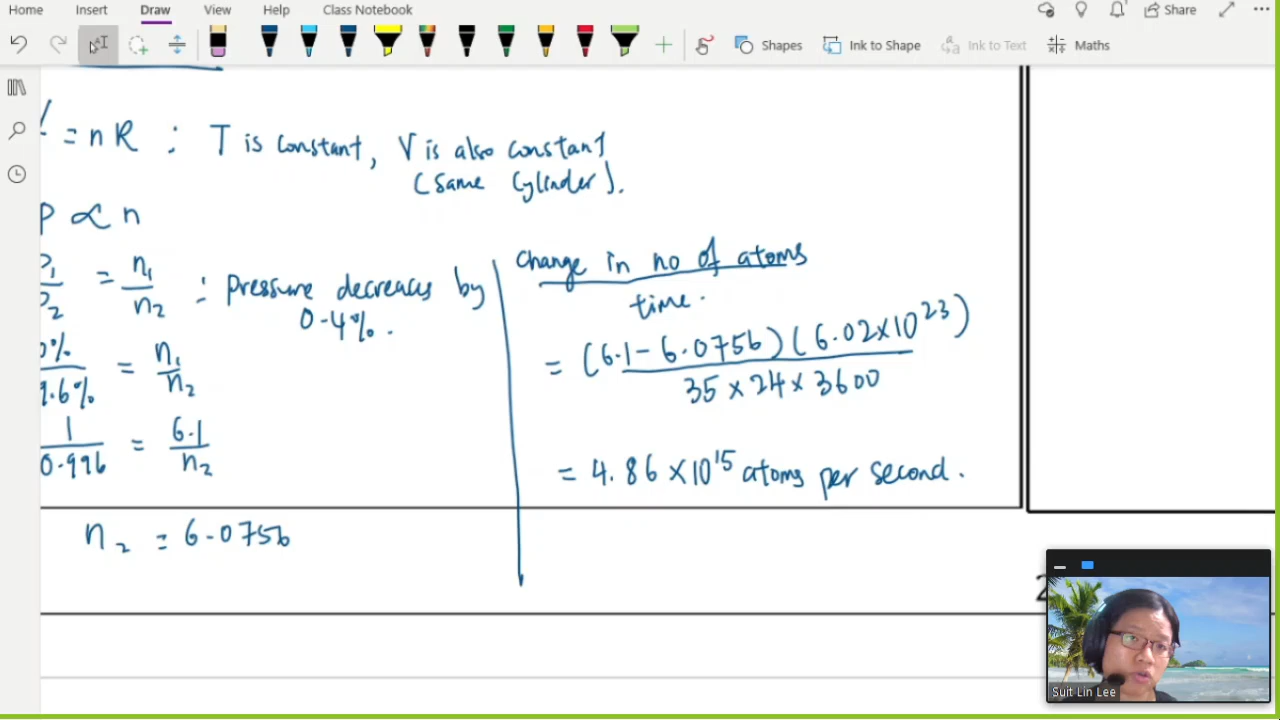 Home Insert Draw View Help Class Notebook Share
Shapes Ink to Shape Ink to Text Maths
= nR : T is constant, V is also constant
(same cylinder).
P ∝ n
= n1/n2 : pressure decreases by
0.4%.
0% = n1
9.6% n2
1/0.996 = 6.1/n2
n2 = 6.0756
change in no of atoms
time.
= (6.1 - 6.0756)(6.02×10^23)
35 × 24 × 3600
= 4.86 × 10^15 atoms per second.
Suit Lin Lee